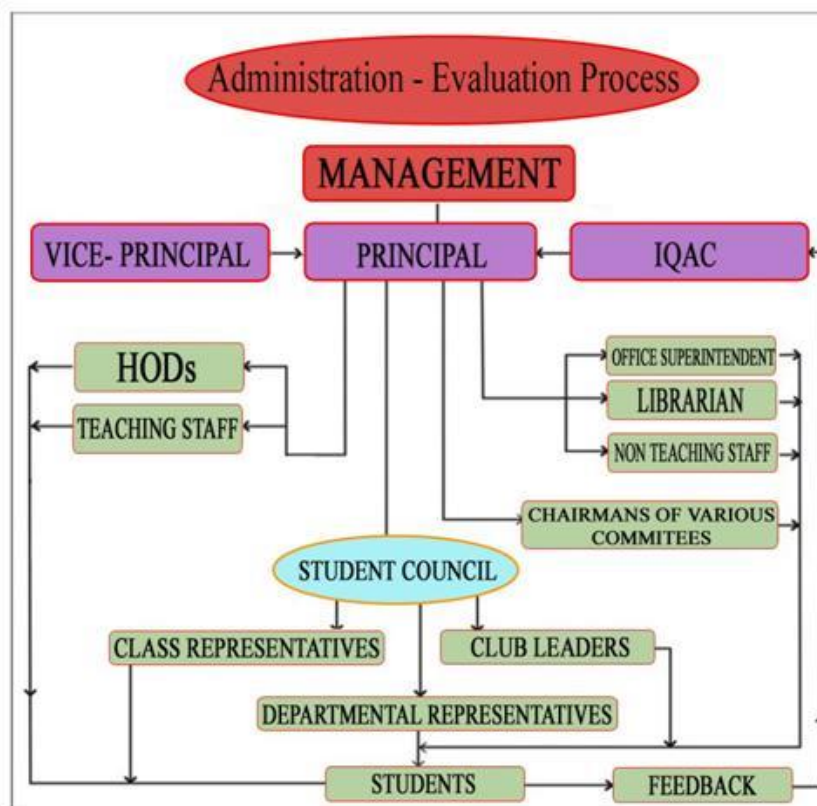 Administration - Evaluation Process
MANAGEMENT
VICE- PRINCIPAL
PRINCIPAL
IQAC
HODs
TEACHING STAFF
OFFICE SUPERINTENDENT
LIBRARIAN
NON TEACHING STAFF
CHAIRMANS OF VARIOUS
COMMITEES
STUDENT COUNCIL
CLASS REPRESENTATIVES
CLUB LEADERS
DEPARTMENTAL REPRESENTATIVES
STUDENTS
FEEDBACK